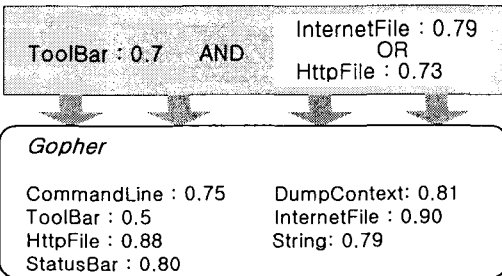 ToolBar : 0.7 AND
InternetFile : 0.79
OR
HttpFile : 0.73
Gopher
CommandLine : 0.75
ToolBar : 0.5
HttpFile : 0.88
StatusBar : 0.80
DumpContext: 0.81
InternetFile : 0.90
String: 0.79